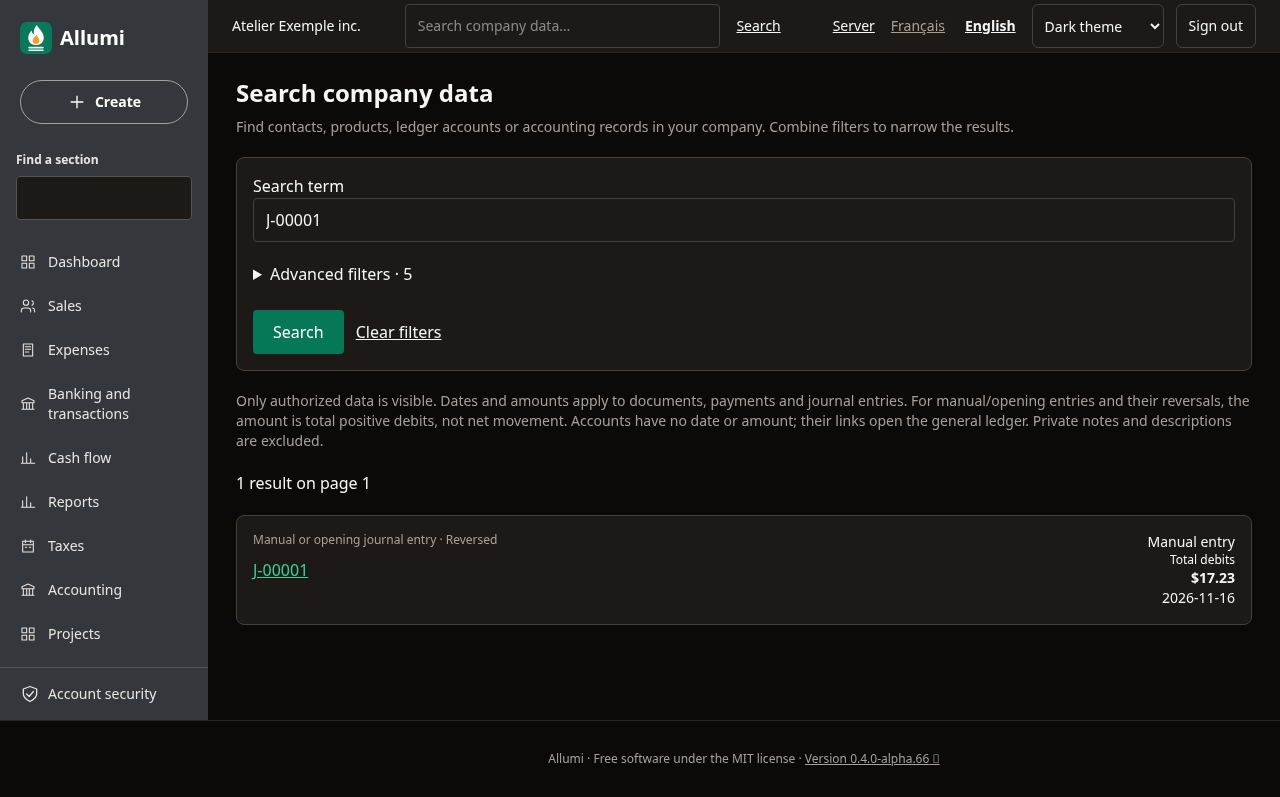 Allumi
Create
Find a section
Dashboard
Sales
Expenses
Banking and
transactions
Cash flow
Reports
Taxes
Accounting
Projects
Account security
Atelier Exemple inc.
Search company data…
Search
Server
Français
English
Dark theme
Sign out
Search company data
Find contacts, products, ledger accounts or accounting records in your company. Combine filters to narrow the results.
Search term
J-00001
Advanced filters · 5
Search
Clear filters
Only authorized data is visible. Dates and amounts apply to documents, payments and journal entries. For manual/opening entries and their reversals, the
amount is total positive debits, not net movement. Accounts have no date or amount; their links open the general ledger. Private notes and descriptions
are excluded.
1 result on page 1
Manual or opening journal entry · Reversed
J-00001
Manual entry
Total debits
$17.23
2026-11-16
Allumi · Free software under the MIT license · Version 0.4.0-alpha.66